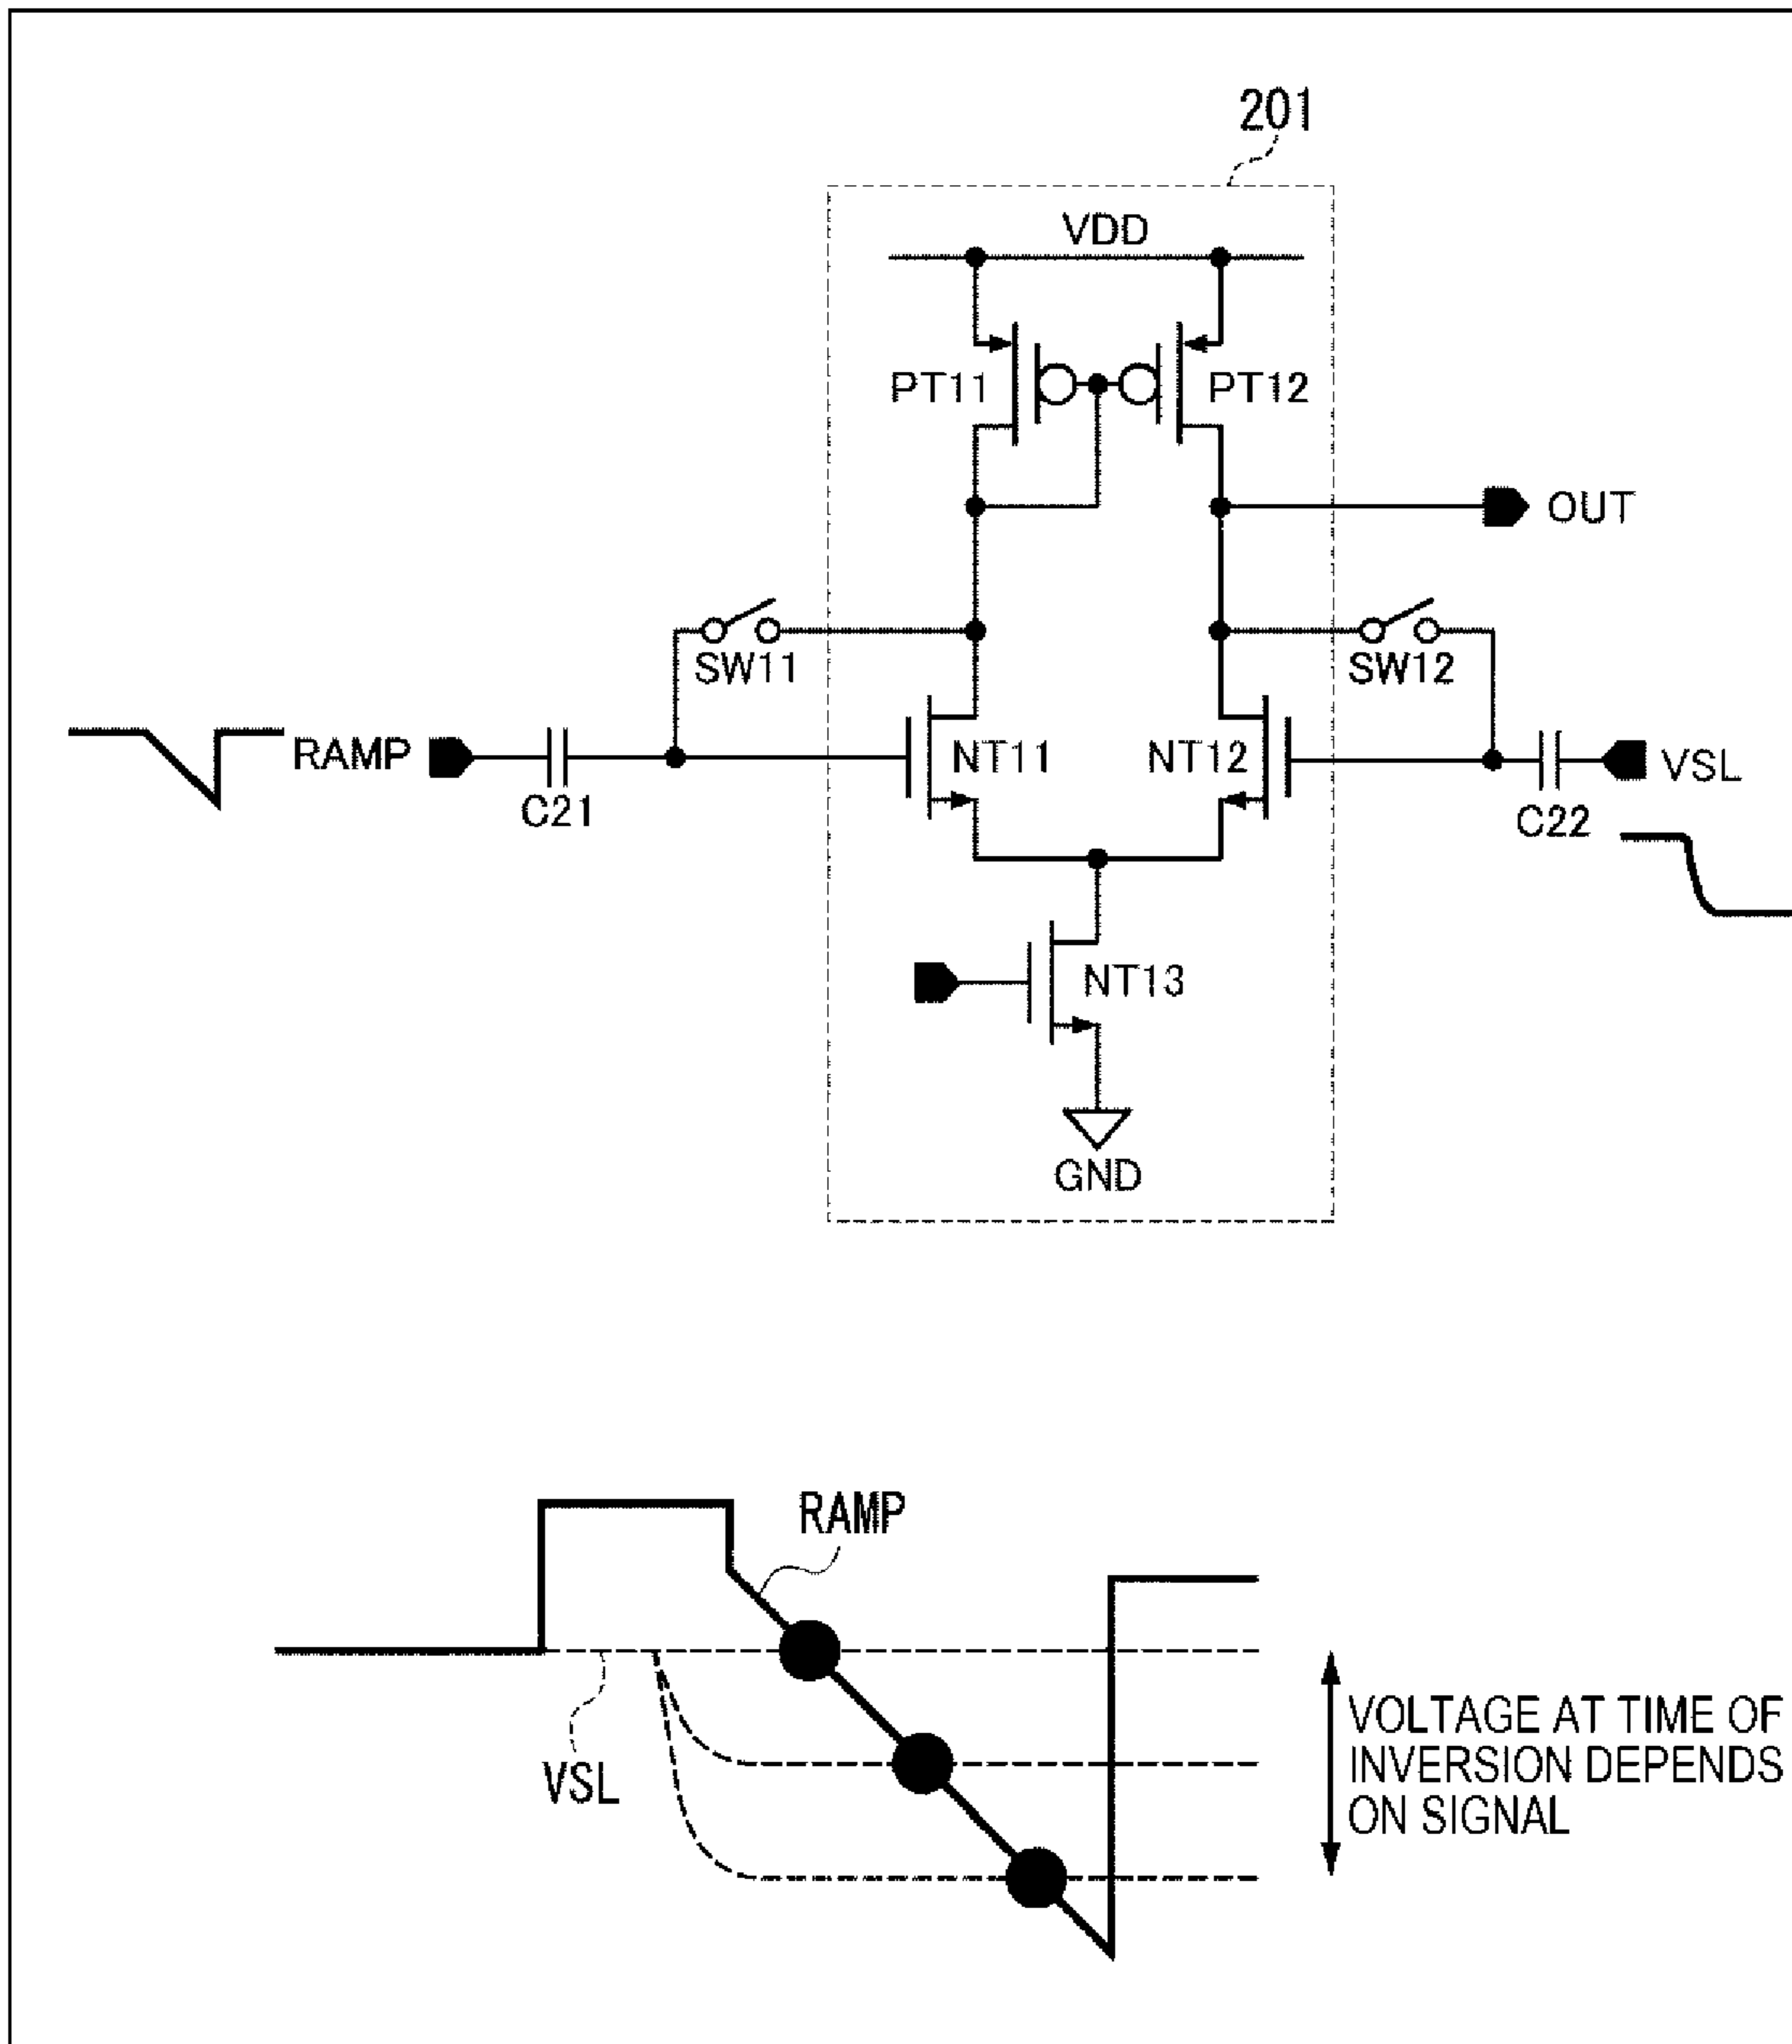 201
VDD
PT11
PT12
OUT
SW11
SW12
RAMP
C21
NT11
NT12
VSL
C22
NT13
GND
RAMP
VSL
VOLTAGE AT TIME OF
INVERSION DEPENDS
ON SIGNAL